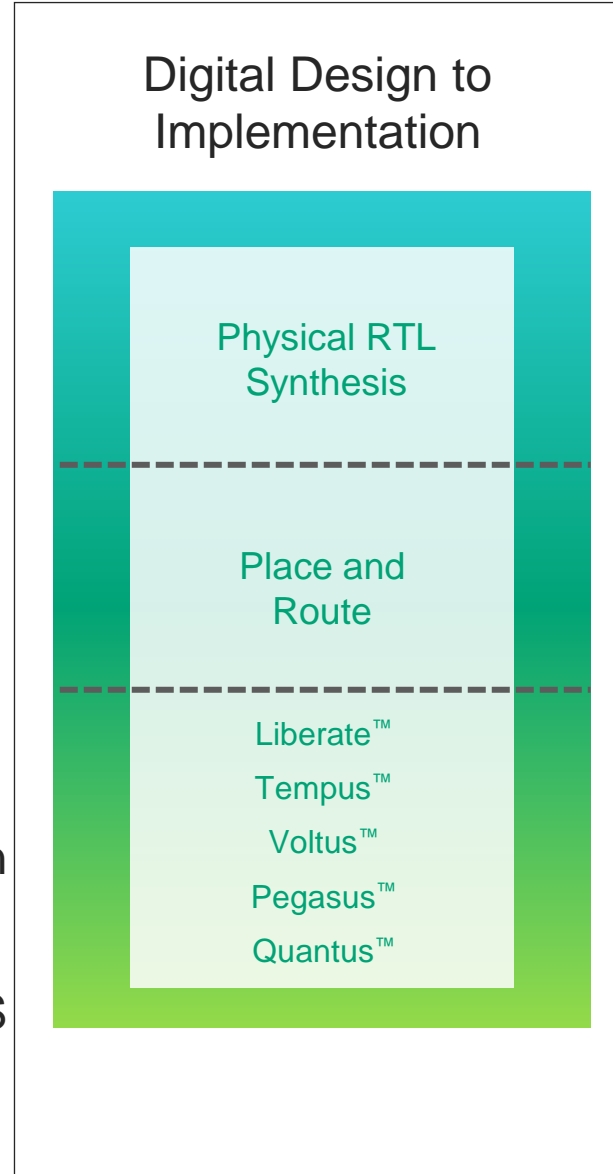 Digital Design to
Implementation
Physical RTL
Synthesis
Place and
Route
Liberate™
Tempus™
Voltus™
Pegasus™
Quantus™